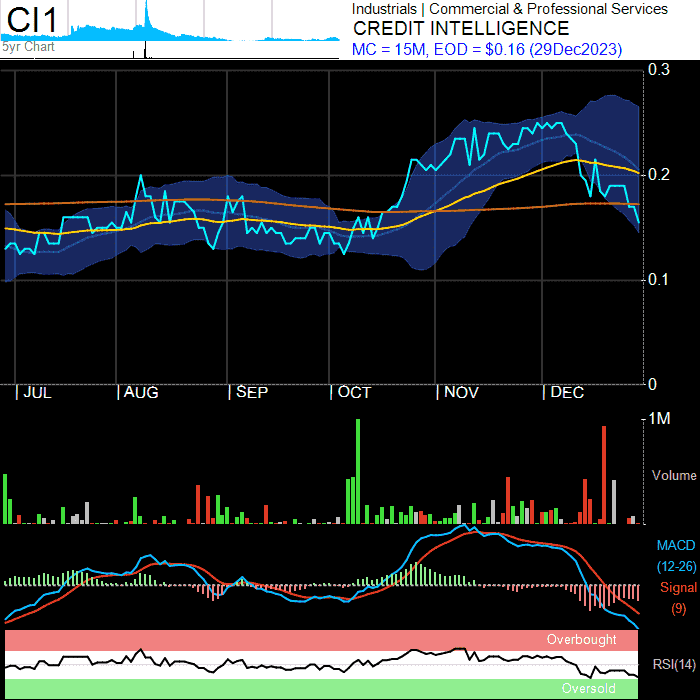 CI1
5yr Chart
Industrials | Commercial & Professional Services
CREDIT INTELLIGENCE
MC = 15M, EOD = $0.16 (29Dec2023)
0.3
0.2
0.1
0
JUL AUG SEP OCT NOV DEC
1M
Volume
MACD
(12-26)
Signal
(9)
Overbought
RSI(14)
Oversold